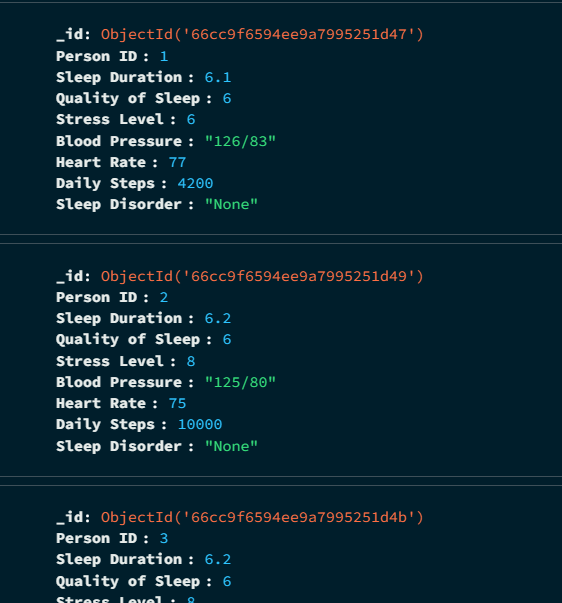 _id: ObjectId('66cc9f6594ee9a7995251d47')
Person ID : 1
Sleep Duration : 6.1
Quality of Sleep : 6
Stress Level : 6
Blood Pressure : "126/83"
Heart Rate : 77
Daily Steps : 4200
Sleep Disorder : "None"
_id: ObjectId('66cc9f6594ee9a7995251d49')
Person ID : 2
Sleep Duration : 6.2
Quality of Sleep : 6
Stress Level : 8
Blood Pressure : "125/80"
Heart Rate : 75
Daily Steps : 10000
Sleep Disorder : "None"
_id: ObjectId('66cc9f6594ee9a7995251d4b')
Person ID : 3
Sleep Duration : 6.2
Quality of Sleep : 6
Stress Level : 8